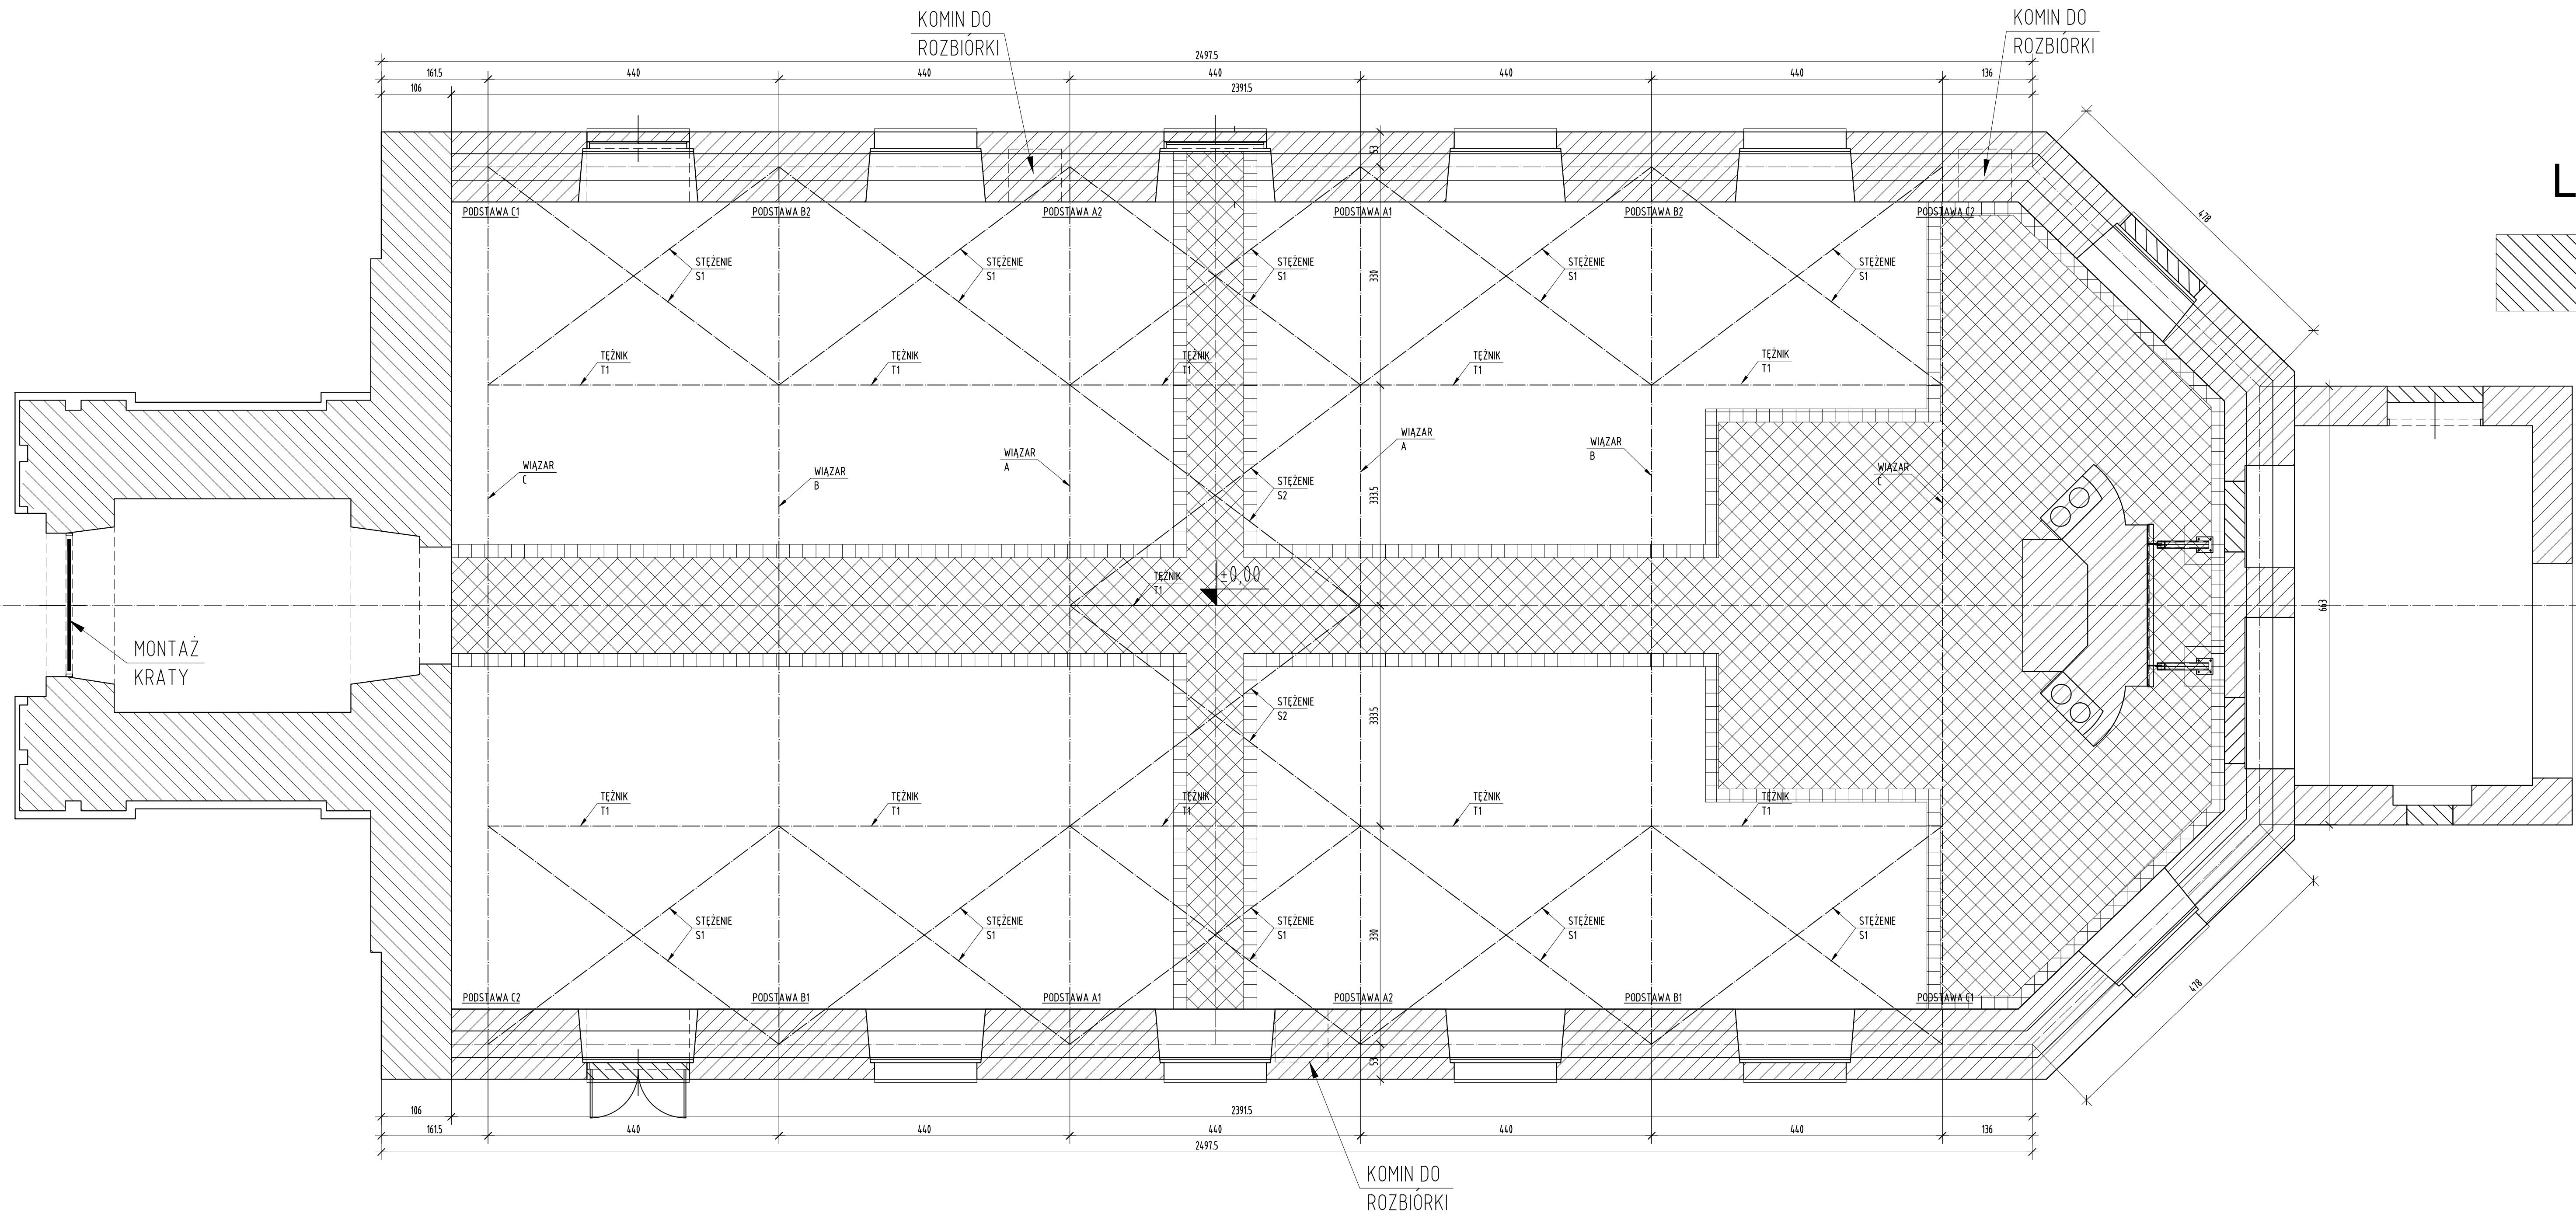 KOMIN DO
ROZBIÓRKI
KOMIN DO
ROZBIÓRKI
2497.5
161.5
440
440
440
440
440
136
106
2391.5
L
53
478
PODSTAWA C1
PODSTAWA B2
PODSTAWA A2
PODSTAWA A1
PODSTAWA B2
PODSTAWA C2
STĘŻENIE
S1
STĘŻENIE
S1
STĘŻENIE
S1
STĘŻENIE
S1
STĘŻENIE
S1
330
TĘŻNIK
T1
TĘŻNIK
T1
TĘŻNIK
T1
TĘŻNIK
T1
TĘŻNIK
T1
WIĄZAR
C
WIĄZAR
B
WIĄZAR
A
WIĄZAR
A
WIĄZAR
B
WIĄZAR
C
STĘŻENIE
S2
333.5
TĘŻNIK
T1
±0,00
663
MONTAŻ
KRATY
STĘŻENIE
S2
333.5
TĘŻNIK
T1
TĘŻNIK
T1
TĘŻNIK
T1
TĘŻNIK
T1
TĘŻNIK
T1
STĘŻENIE
S1
STĘŻENIE
S1
STĘŻENIE
S1
STĘŻENIE
S1
STĘŻENIE
S1
330
478
PODSTAWA C2
PODSTAWA B1
PODSTAWA A1
PODSTAWA A2
PODSTAWA B1
PODSTAWA C1
53
106
2391.5
161.5
440
440
440
440
440
136
2497.5
KOMIN DO
ROZBIÓRKI